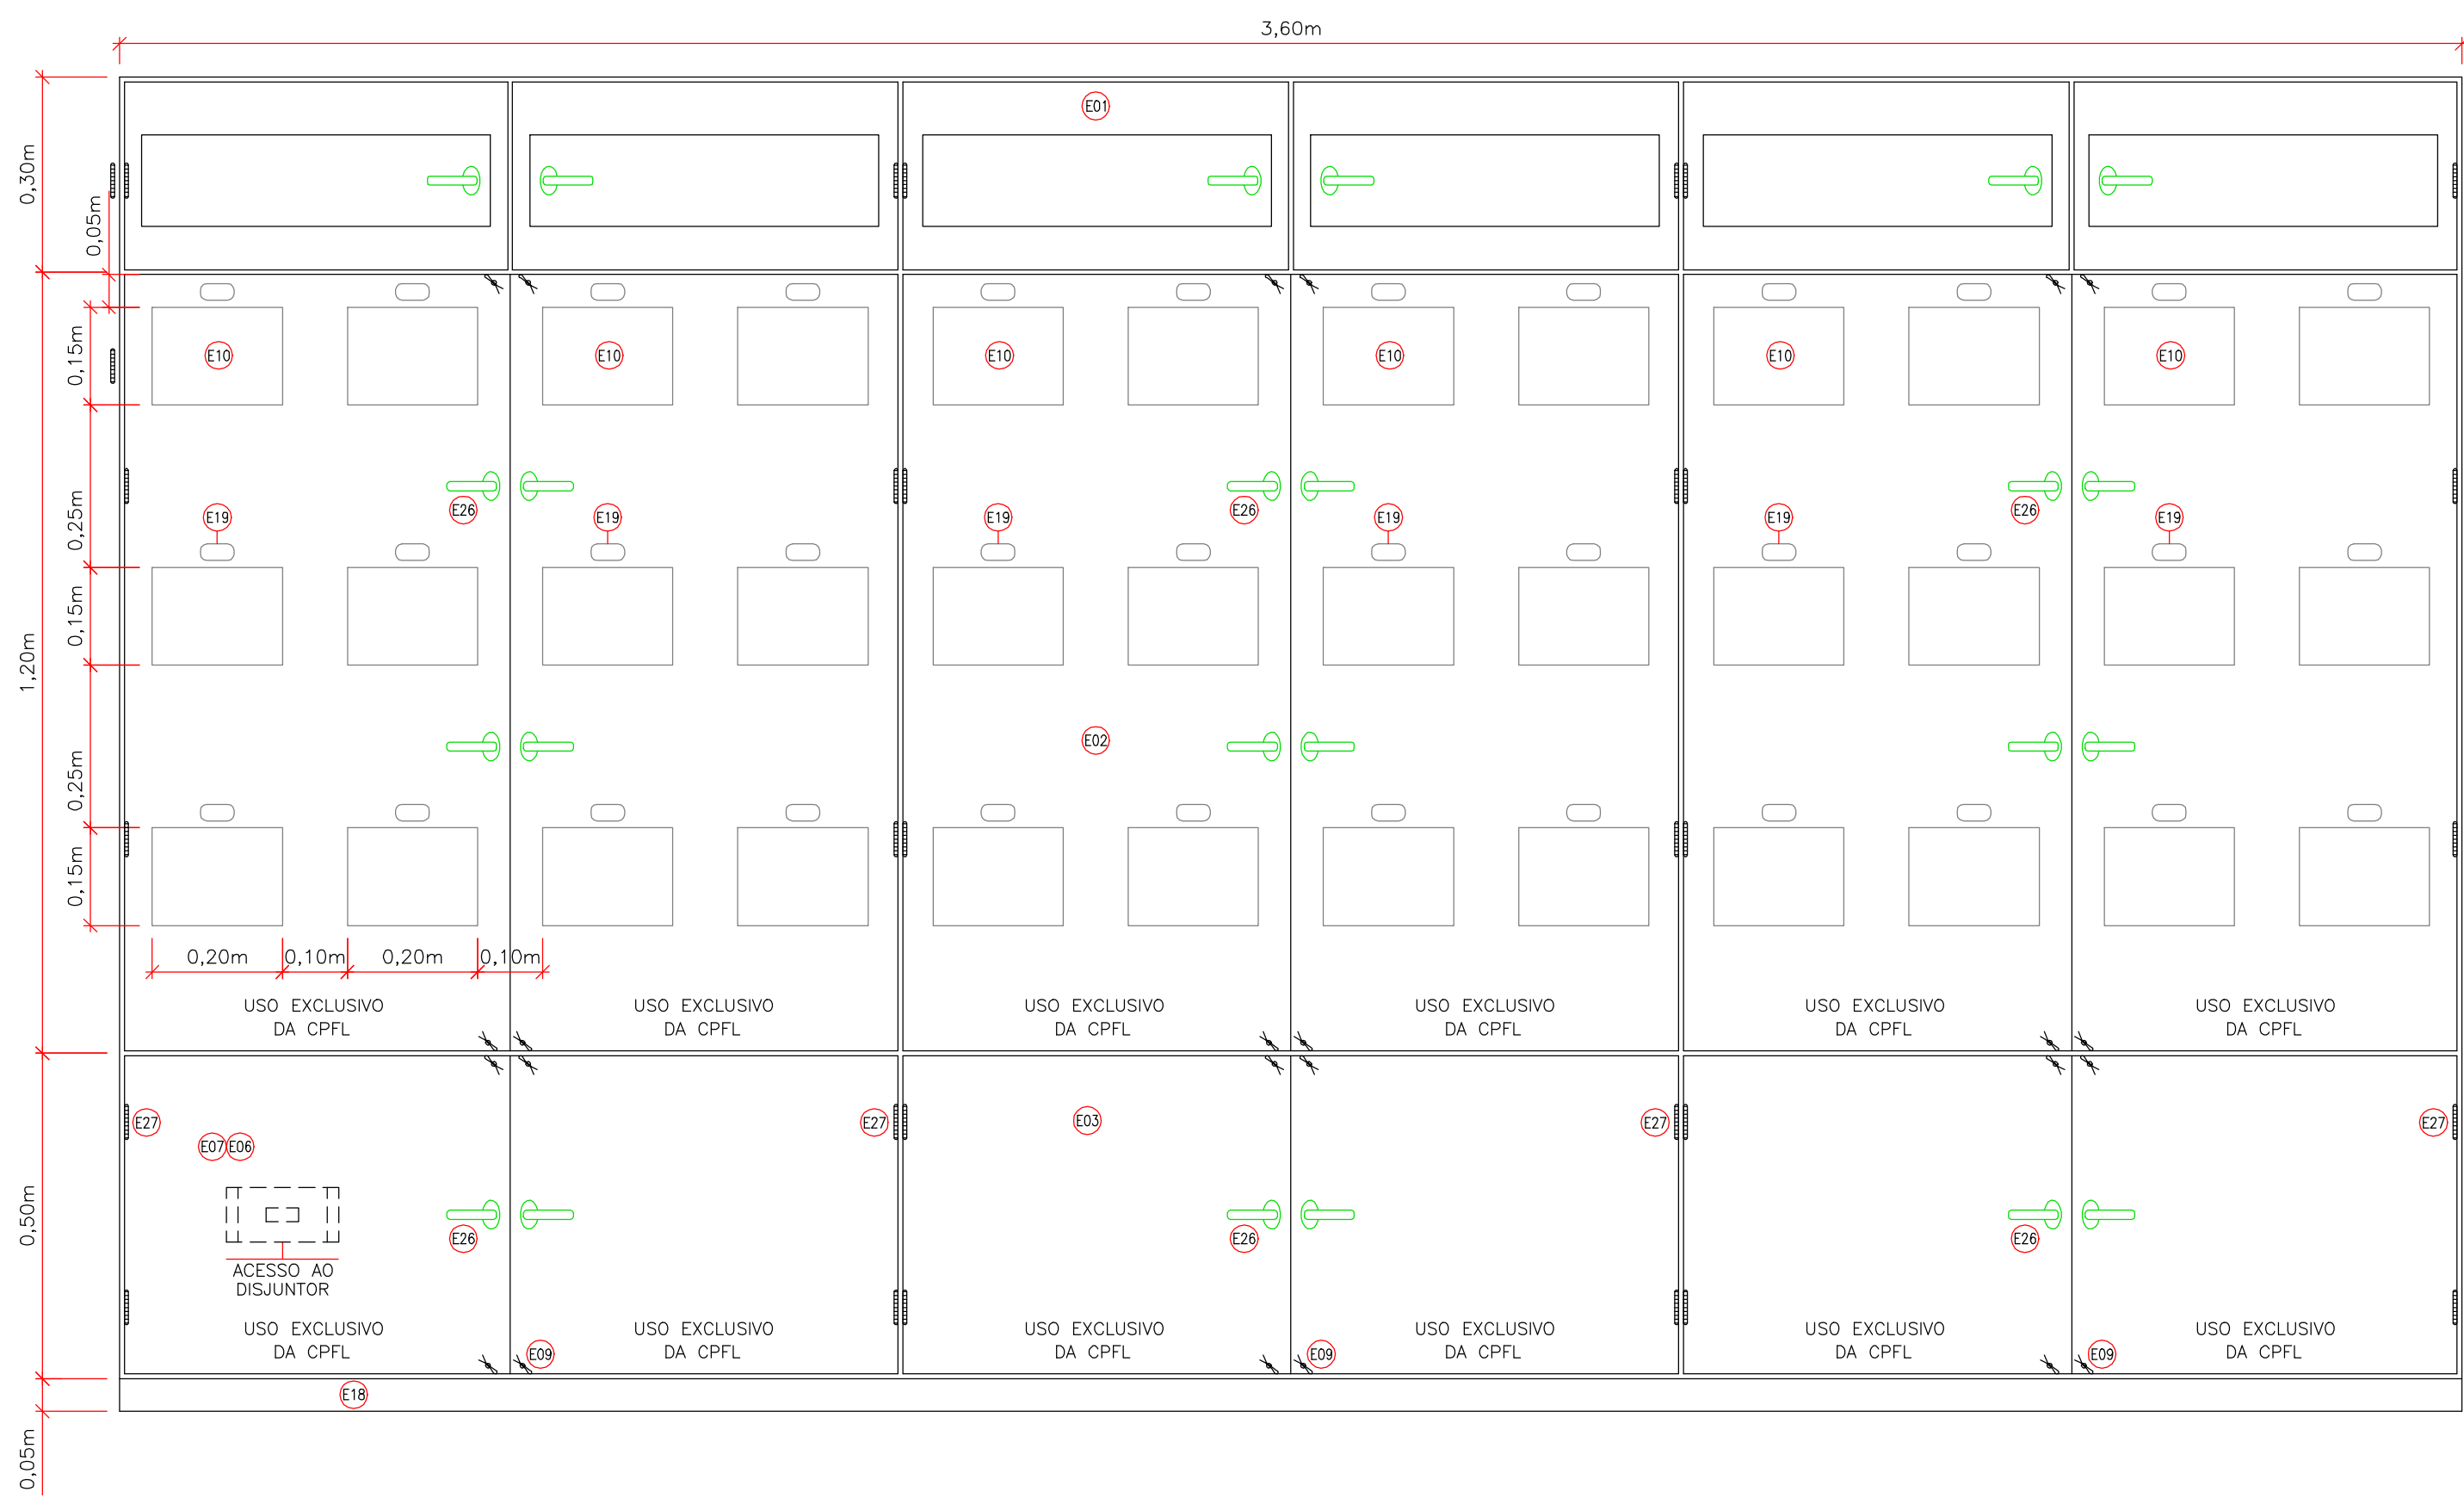 3,60m
E01
0,30m
0,05m
E10 E10 E10 E10 E10 E10
0,15m
E19 E26 E19 E19 E26 E19 E19 E26 E19
0,25m
0,15m
1,20m
E02
0,25m
0,15m
0,20m 0,10m 0,20m 0,10m
USO EXCLUSIVO
DA CPFL
USO EXCLUSIVO
DA CPFL
USO EXCLUSIVO
DA CPFL
USO EXCLUSIVO
DA CPFL
USO EXCLUSIVO
DA CPFL
USO EXCLUSIVO
DA CPFL
E27 E27 E03 E27 E27
E07 E06
0,50m
E26 E26 E26
ACESSO AO
DISJUNTOR
USO EXCLUSIVO
DA CPFL
USO EXCLUSIVO
DA CPFL
USO EXCLUSIVO
DA CPFL
USO EXCLUSIVO
DA CPFL
USO EXCLUSIVO
DA CPFL
USO EXCLUSIVO
DA CPFL
E09 E09 E09
E18
0,05m